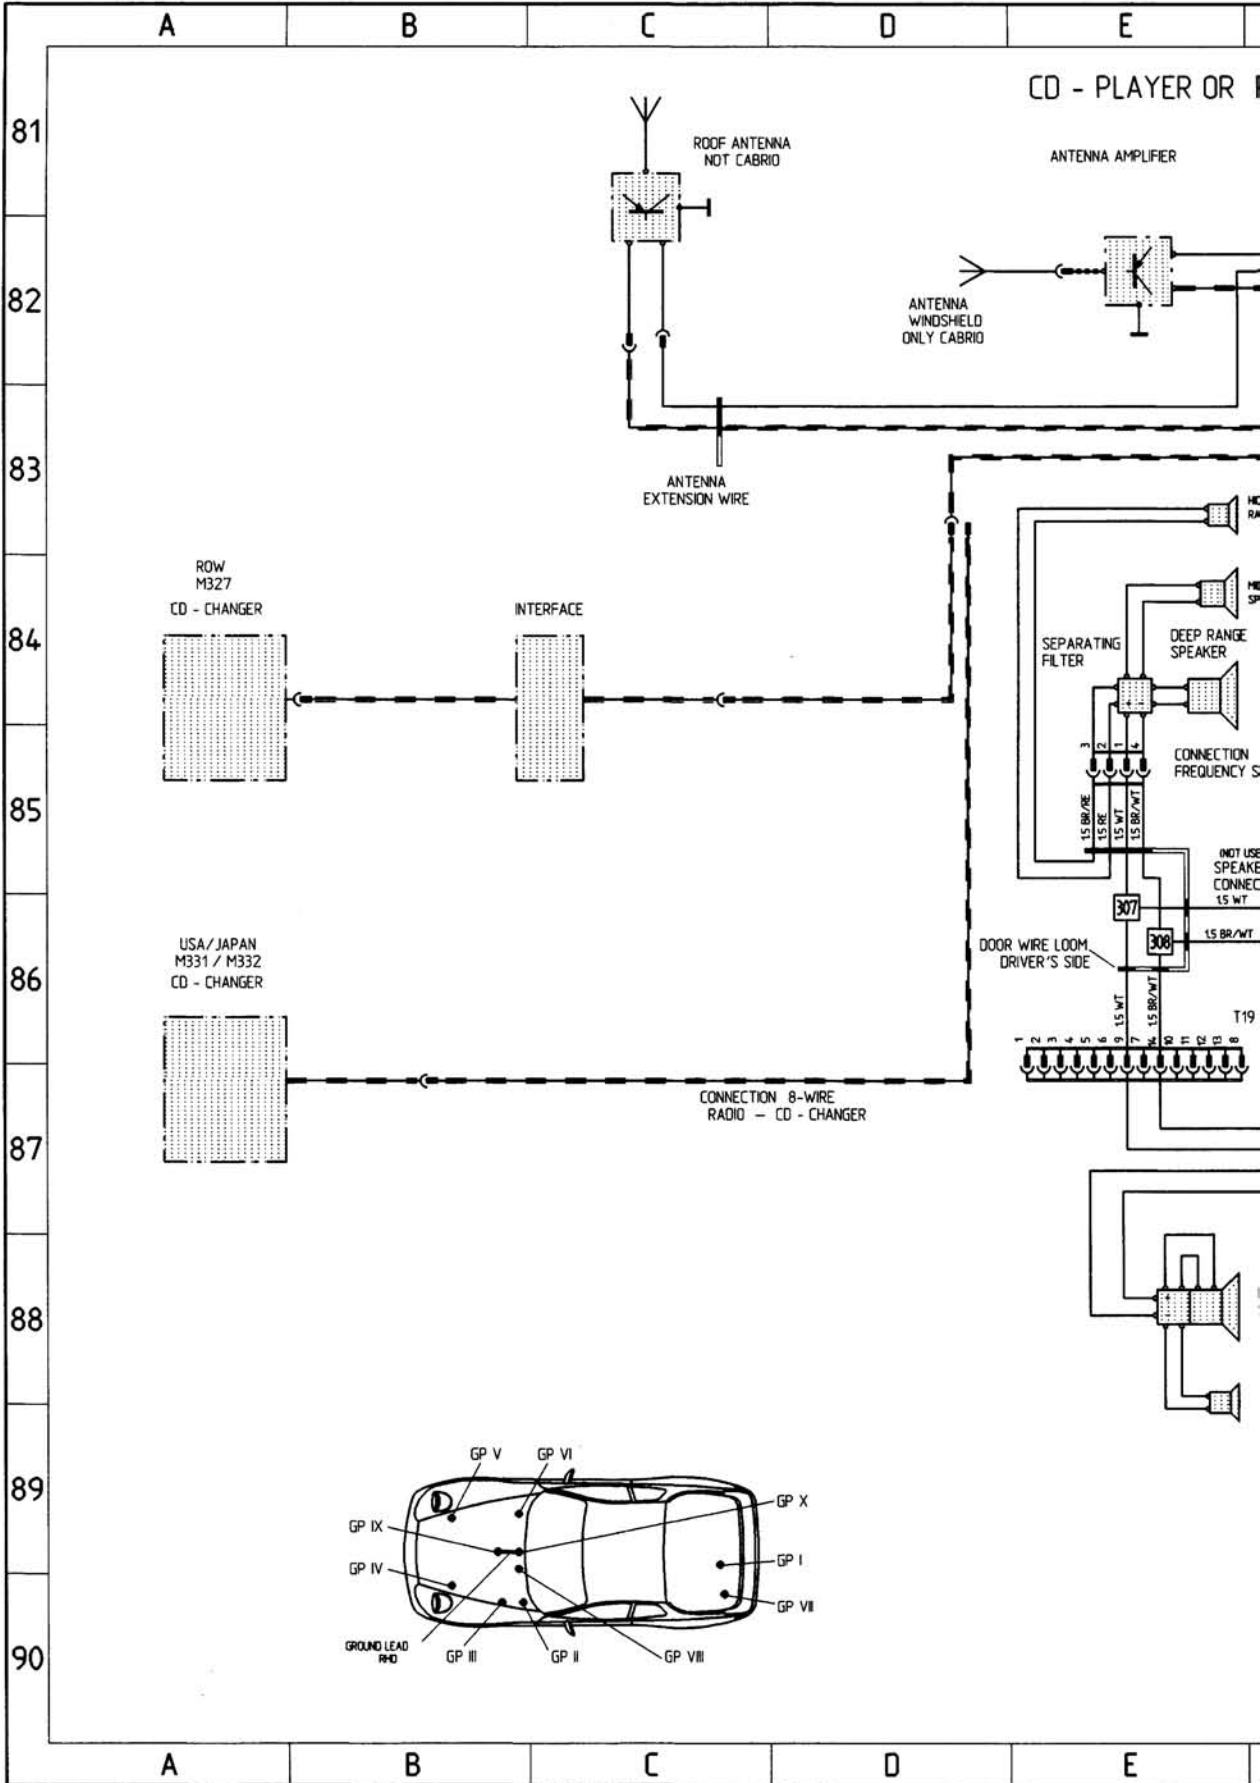 A B C D E
CD - PLAYER OR
81
ROOF ANTENNA
NOT CABRIO
ANTENNA AMPLIFIER
82
ANTENNA
WINDSHIELD
ONLY CABRIO
83
ANTENNA
EXTENSION WIRE
ROW
M327
CD - CHANGER
INTERFACE
84
SEPARATING
FILTER
DEEP RANGE
SPEAKER
3 2 1 4
CONNECTION
FREQUENCY
85
1.5 BR/RE
1.5 RE
1.5 WT
1.5 BR/WT
(NOT USE
SPEAKE
CONNEC
1.5 WT
307
1.5 BR/WT
308
USA/JAPAN
M331 / M332
CD - CHANGER
DOOR WIRE LOOM
DRIVER'S SIDE
86
1.5 WT
1.5 BR/WT
T19
1 2 3 4 5 6 9 7 14 10 11 12 13 8
CONNECTION 8-WIRE
RADIO - CD - CHANGER
87
88
89
GP V
GP VI
GP X
GP IX
GP IV
GP I
GP VII
GROUND LEAD
RHD
GP III
GP II
GP VIII
90
A B C D E